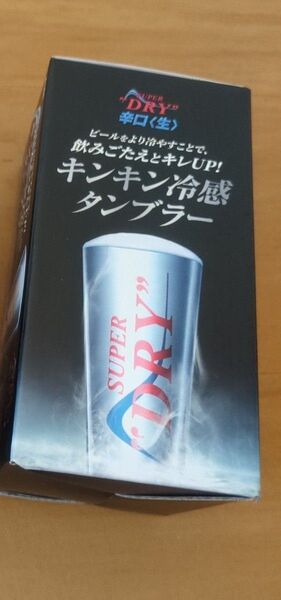 SUPER
"DRY"
辛口〈生〉
ビールをより冷やすことで、
飲みごたえとキレUP!
キンキン冷感
タンブラー
SUPER
"DRY"